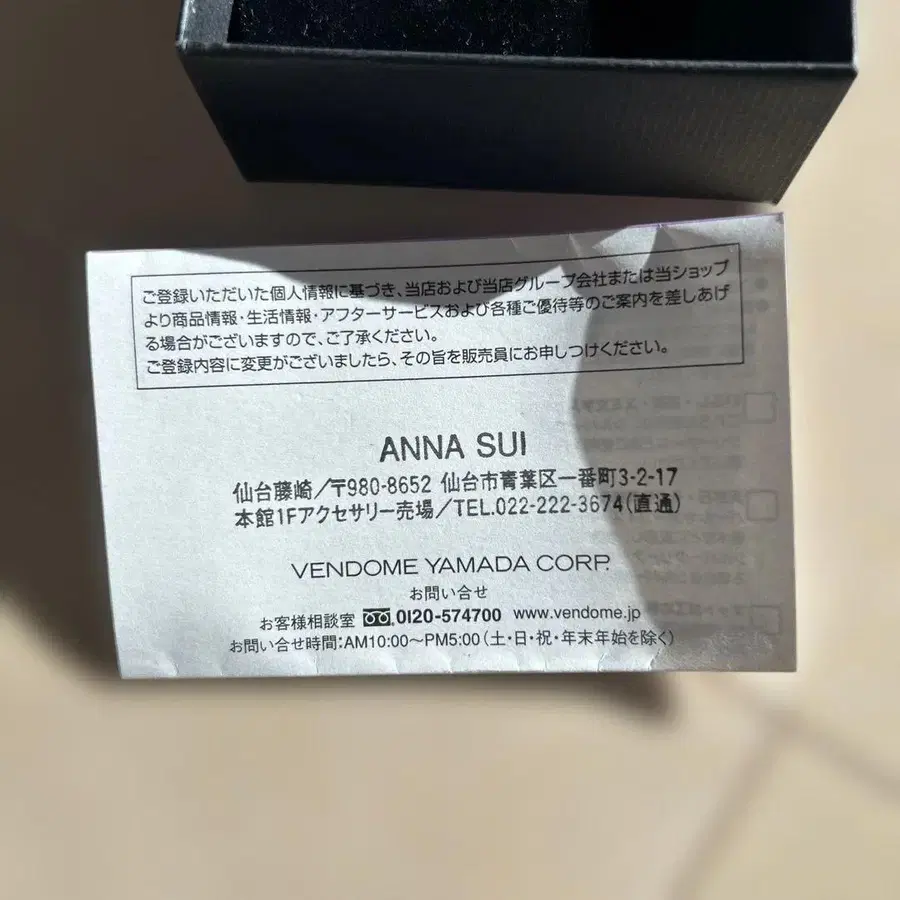 ご登録いただいた個人情報に基づき、当店および当店グループ会社または当ショップ
より商品情報・生活情報・アフターサービスおよび各種ご優待等のご案内を差しあげ
る場合がございますので、ご了承ください。
ご登録内容に変更がございましたら、その旨を販売員にお申しつけください。
ANNA SUI
仙台藤崎/〒980-8652 仙台市青葉区一番町3-2-17
本館1Fアクセサリー売場/TEL.022-222-3674(直通)
VENDOME YAMADA CORP.
お問い合せ
お客様相談室 0120-574700 www.vendome.jp
お問い合せ時間:AM10:00〜PM5:00(土・日・祝・年末年始を除く)